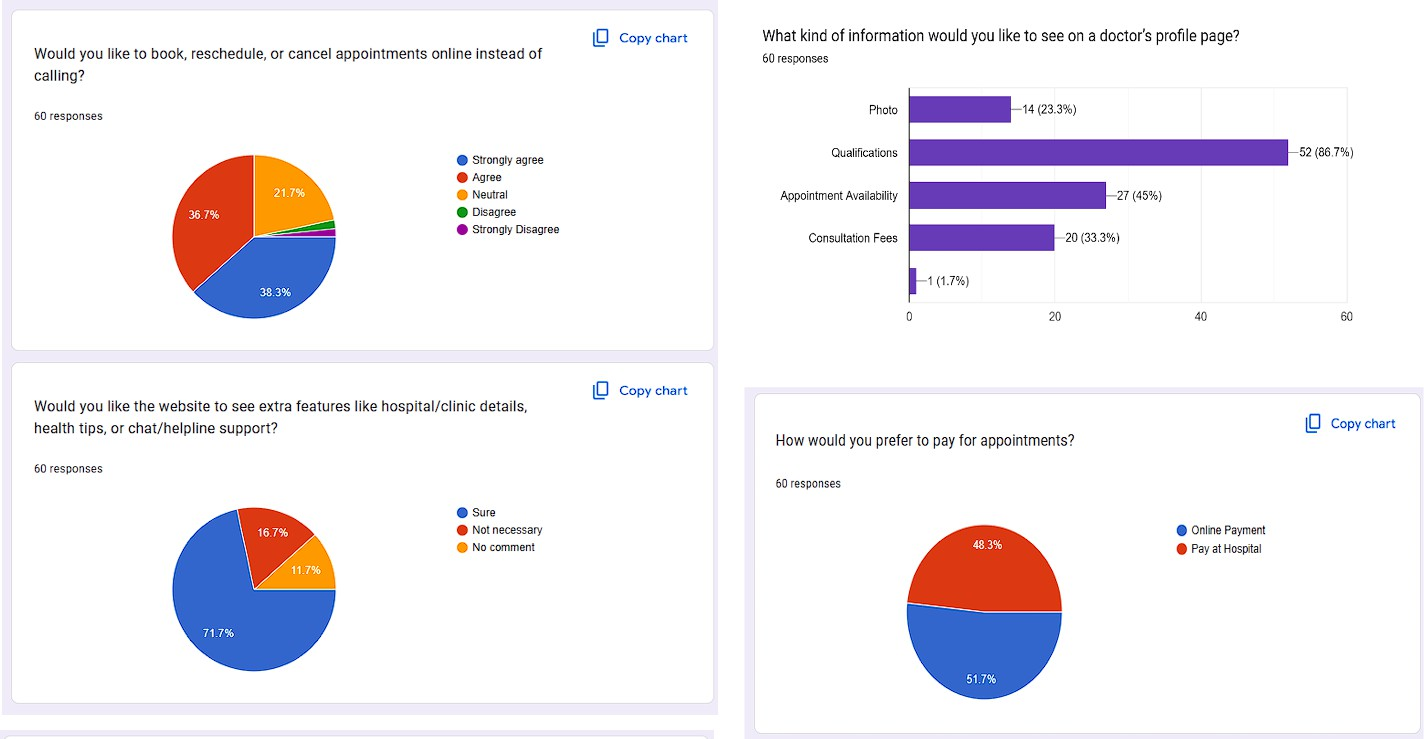 Copy chart
Would you like to book, reschedule, or cancel appointments online instead of
calling?
60 responses
Strongly agree
Agree
Neutral
Disagree
Strongly Disagree
21.7%
36.7%
38.3%
Copy chart
Would you like the website to see extra features like hospital/clinic details,
health tips, or chat/helpline support?
60 responses
Sure
Not necessary
No comment
16.7%
11.7%
71.7%
What kind of information would you like to see on a doctor's profile page?
60 responses
Photo 14 (23.3%)
Qualifications 52 (86.7%)
Appointment Availability 27 (45%)
Consultation Fees 20 (33.3%)
1 (1.7%)
0 20 40 60
Copy chart
How would you prefer to pay for appointments?
60 responses
Online Payment
Pay at Hospital
48.3%
51.7%